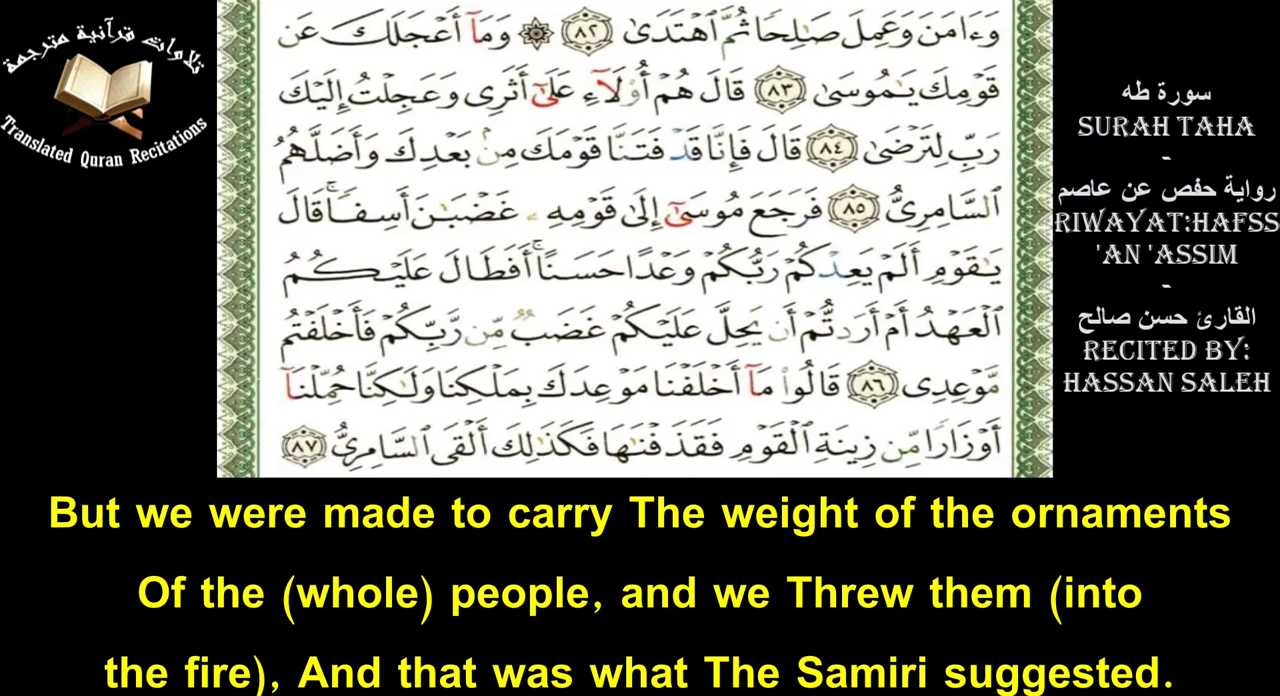 تلاوات قرآنية مترجمة
Translated Quran Recitations
وَءَامَنَ وَعَمِلَ صَٰلِحًا ثُمَّ ٱهْتَدَىٰ ٨٢ ۞ وَمَآ أَعْجَلَكَ عَن
قَوْمِكَ يَٰمُوسَىٰ ٨٣ قَالَ هُمْ أُو۟لَآءِ عَلَىٰٓ أَثَرِى وَعَجِلْتُ إِلَيْكَ
رَبِّ لِتَرْضَىٰ ٨٤ قَالَ فَإِنَّا قَدْ فَتَنَّا قَوْمَكَ مِنۢ بَعْدِكَ وَأَضَلَّهُمُ
ٱلسَّامِرِىُّ ٨٥ فَرَجَعَ مُوسَىٰٓ إِلَىٰ قَوْمِهِۦ غَضْبَٰنَ أَسِفًا ۚ قَالَ
يَٰقَوْمِ أَلَمْ يَعِدْكُمْ رَبُّكُمْ وَعْدًا حَسَنًا ۚ أَفَطَالَ عَلَيْكُمُ
ٱلْعَهْدُ أَمْ أَرَدتُّمْ أَن يَحِلَّ عَلَيْكُمْ غَضَبٌ مِّن رَّبِّكُمْ فَأَخْلَفْتُم
مَّوْعِدِى ٨٦ قَالُوا۟ مَآ أَخْلَفْنَا مَوْعِدَكَ بِمَلْكِنَا وَلَٰكِنَّا حُمِّلْنَآ
أَوْزَارًا مِّن زِينَةِ ٱلْقَوْمِ فَقَذَفْنَٰهَا فَكَذَٰلِكَ أَلْقَى ٱلسَّامِرِىُّ ٨٧
سورة طه
SURAH TAHA
-
رواية حفص عن عاصم
RIWAYAT:HAFSS
'AN 'ASSIM
-
القارئ حسن صالح
RECITED BY:
HASSAN SALEH
But we were made to carry The weight of the ornaments
Of the (whole) people, and we Threw them (into
the fire), And that was what The Samiri suggested.